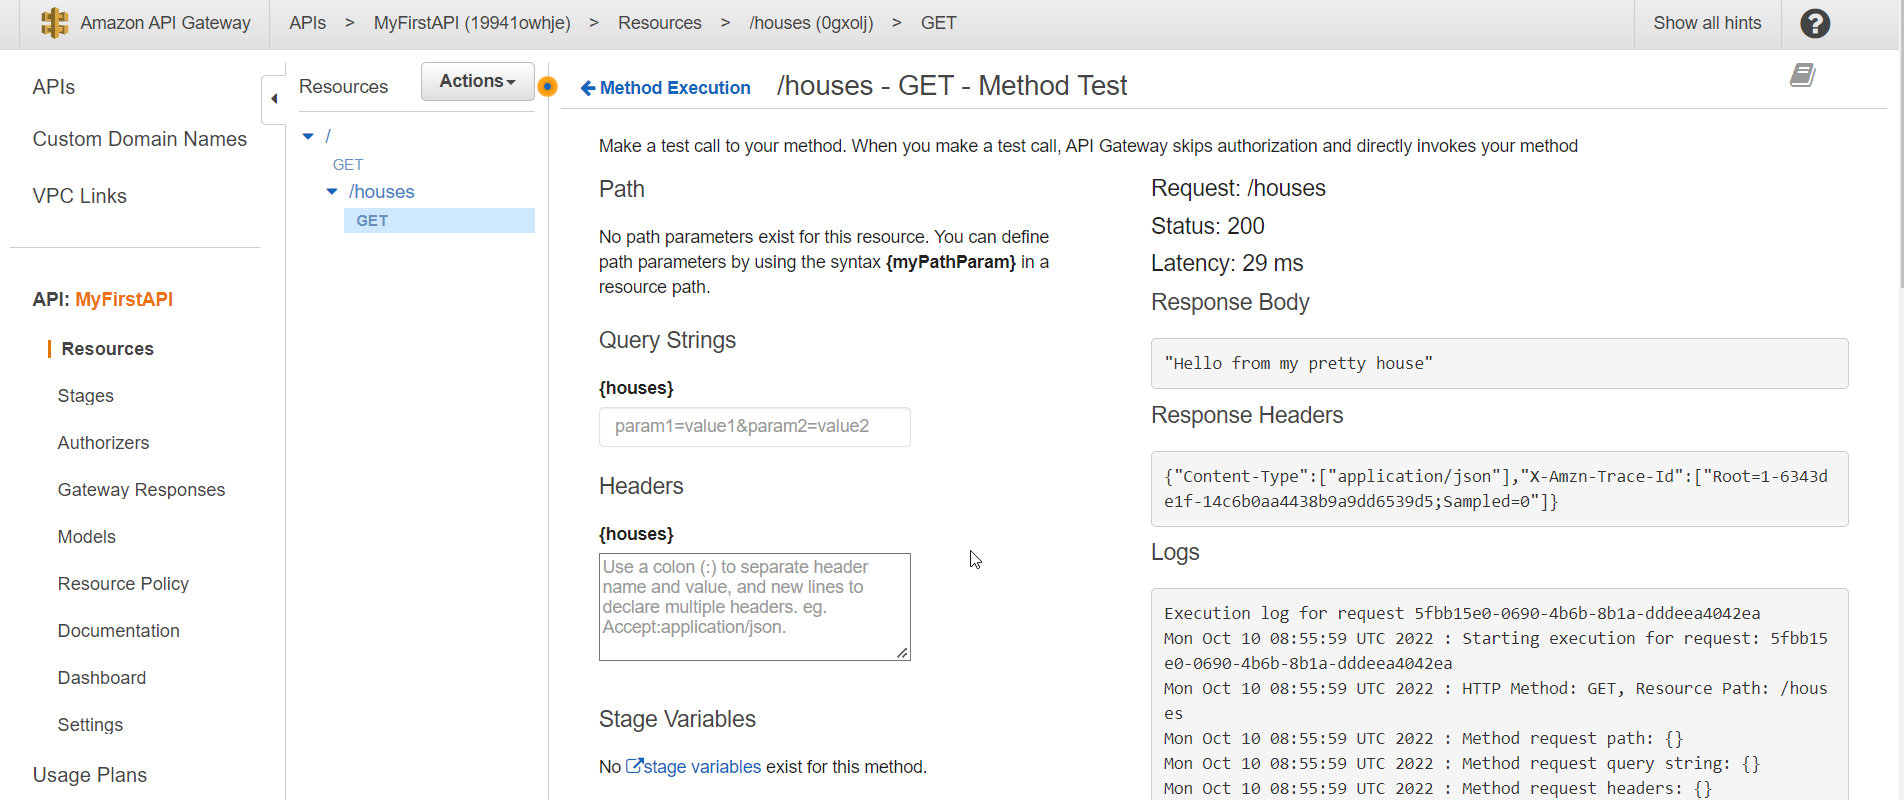 Amazon API Gateway
APIs > MyFirstAPI (19941owhje) > Resources > /houses (0gxolj) > GET
Show all hints
?
APIs
Custom Domain Names
VPC Links
API: MyFirstAPI
Resources
Stages
Authorizers
Gateway Responses
Models
Resource Policy
Documentation
Dashboard
Settings
Usage Plans
Resources
Actions
/
GET
/houses
GET
Method Execution
/houses - GET - Method Test
Make a test call to your method. When you make a test call, API Gateway skips authorization and directly invokes your method
Path
No path parameters exist for this resource. You can define
path parameters by using the syntax {myPathParam} in a
resource path.
Query Strings
{houses}
param1=value1&param2=value2
Headers
{houses}
Use a colon (:) to separate header
name and value, and new lines to
declare multiple headers. eg.
Accept:application/json.
Stage Variables
No stage variables exist for this method.
Request: /houses
Status: 200
Latency: 29 ms
Response Body
"Hello from my pretty house"
Response Headers
{"Content-Type":["application/json"],"X-Amzn-Trace-Id":["Root=1-6343d
e1f-14c6b0aa4438b9a9dd6539d5;Sampled=0"]}
Logs
Execution log for request 5fbb15e0-0690-4b6b-8b1a-dddeea4042ea
Mon Oct 10 08:55:59 UTC 2022 : Starting execution for request: 5fbb15
e0-0690-4b6b-8b1a-dddeea4042ea
Mon Oct 10 08:55:59 UTC 2022 : HTTP Method: GET, Resource Path: /hous
es
Mon Oct 10 08:55:59 UTC 2022 : Method request path: {}
Mon Oct 10 08:55:59 UTC 2022 : Method request query string: {}
Mon Oct 10 08:55:59 UTC 2022 : Method request headers: {}